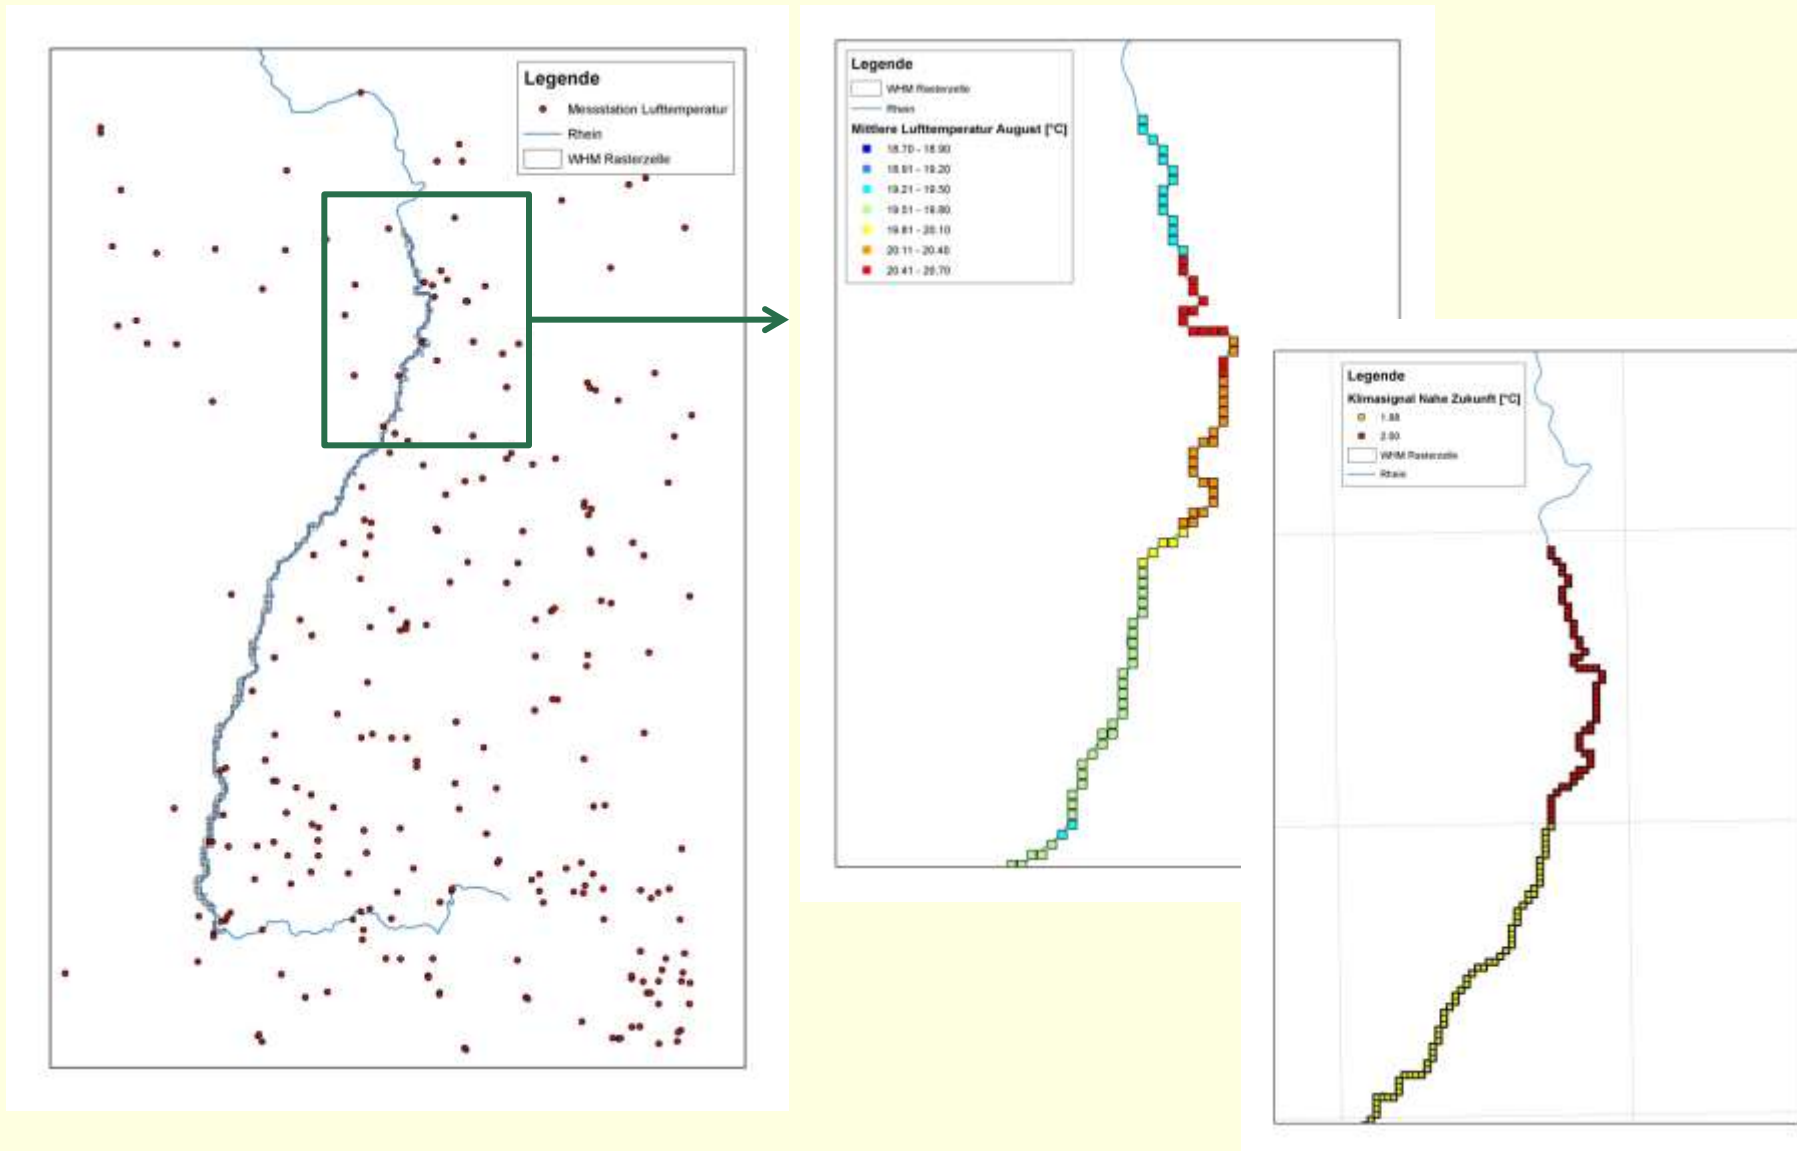 Legende
Messstation Lufttemperatur
Rhein
WHM Rasterzelle
Legende
WHM Rasterzelle
Rhein
Mittlere Lufttemperatur August [°C]
18.70 - 18.90
18.91 - 19.20
19.21 - 19.50
19.51 - 19.80
19.81 - 20.10
20.11 - 20.40
20.41 - 20.70
Legende
Klimasignal Nahe Zukunft [°C]
2.00
WHM Rasterzelle
Rhein